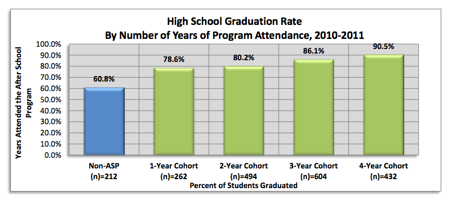 High School Graduation Rate
By Number of Years of Program Attendance, 2010-2011
Years Attended the After School
Program
100.0%
90.0%
80.0%
70.0%
60.0%
50.0%
40.0%
30.0%
20.0%
10.0%
0.0%
60.8%
78.6%
80.2%
86.1%
90.5%
Non-ASP 1-Year Cohort 2-Year Cohort 3-Year Cohort 4-Year Cohort
(n)=212 (n)=262 (n)=494 (n)=604 (n)=432
Percent of Students Graduated